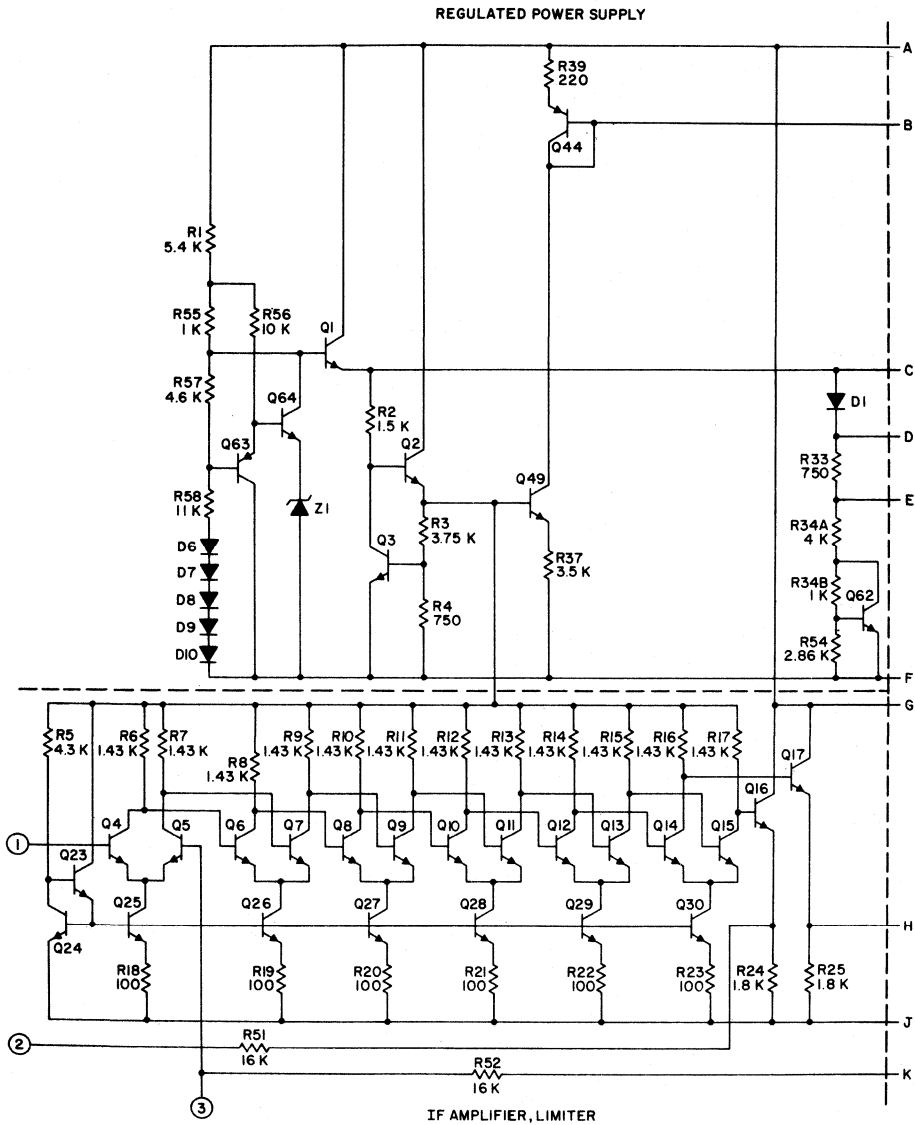 REGULATED POWER SUPPLY
A
R39
220
B
Q44
R1
5.4 K
R55
1 K
R56
10 K
Q1
C
R57
4.6 K
Q64
R2
1.5 K
D1
D
Q63
Q2
R33
750
Q49
E
R58
11 K
Z1
R3
3.75 K
R34A
4 K
Q3
D6
R37
3.5 K
D7
R34B
1 K
Q62
D8
R4
750
D9
R54
2.86 K
D10
F
G
R5
4.3 K
R6
1.43 K
R7
1.43 K
R8
1.43 K
R9
1.43 K
R10
1.43 K
R11
1.43 K
R12
1.43 K
R13
1.43 K
R14
1.43 K
R15
1.43 K
R16
1.43 K
R17
1.43 K
Q17
Q16
Q4
Q5
Q6
Q7
Q8
Q9
Q10
Q11
Q12
Q13
Q14
Q15
1
Q23
Q25
Q26
Q27
Q28
Q29
Q30
H
Q24
R18
100
R19
100
R20
100
R21
100
R22
100
R23
100
R24
1.8 K
R25
1.8 K
J
2
R51
16 K
R52
16 K
K
3
IF AMPLIFIER, LIMITER